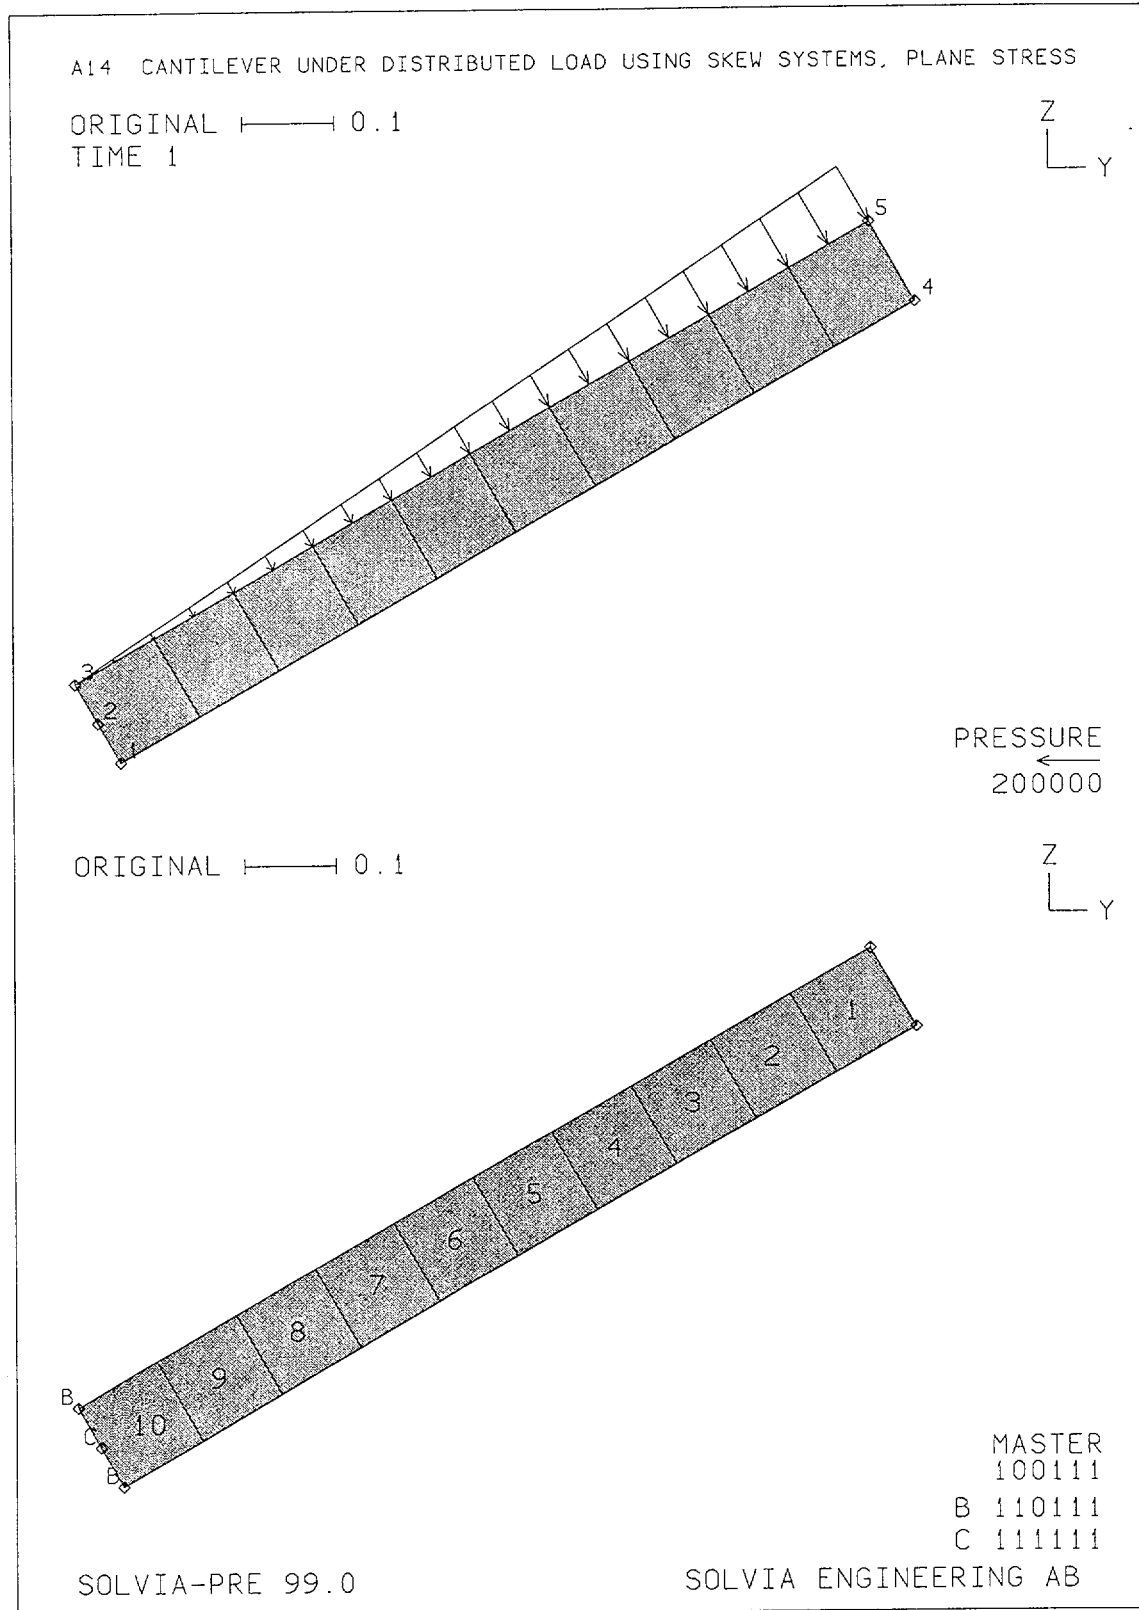 A14 CANTILEVER UNDER DISTRIBUTED LOAD USING SKEW SYSTEMS, PLANE STRESS
ORIGINAL 0.1
TIME 1
Z
Y
5
4
3
2
1
PRESSURE
200000
ORIGINAL 0.1
Z
Y
1
2
3
4
5
6
7
8
9
10
B
C
B
MASTER
100111
B 110111
C 111111
SOLVIA-PRE 99.0
SOLVIA ENGINEERING AB